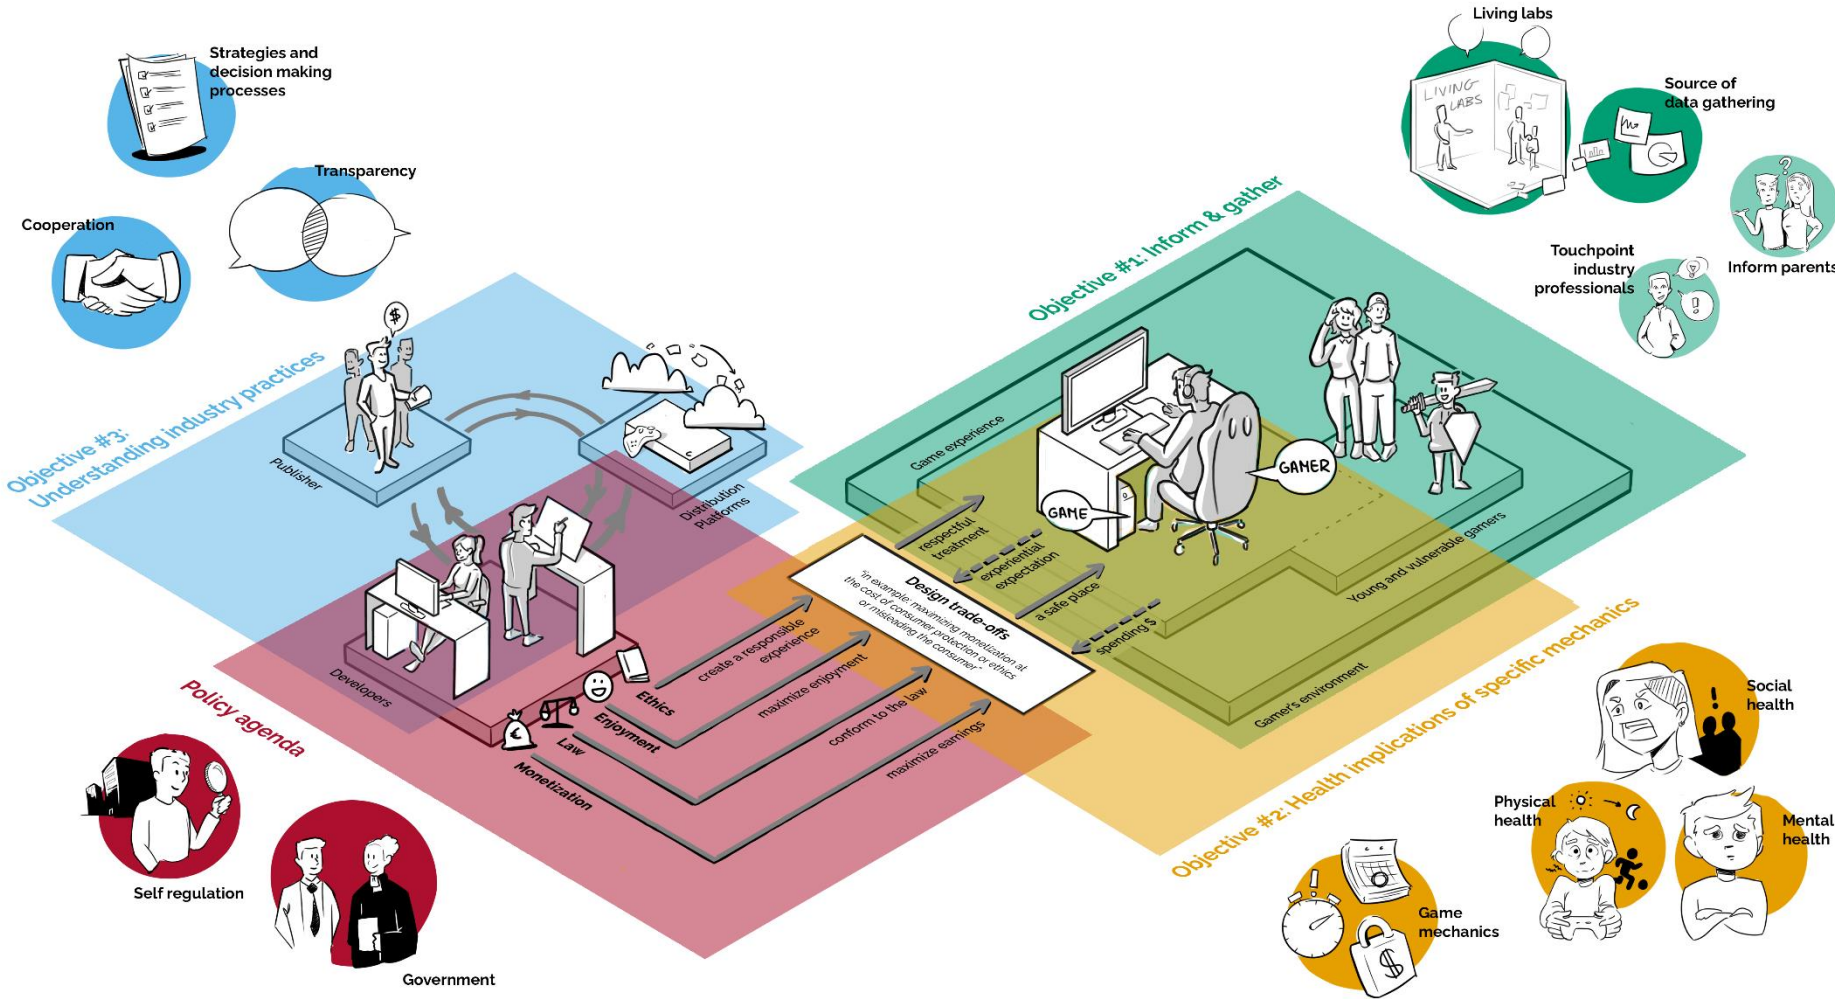 Strategies and
decision making
processes
Transparency
Cooperation
Living labs
LIVING
LABS
Source of
data gathering
Inform parents
Touchpoint
industry
professionals
Objective #3:
Understanding industry practices
$
Publisher
Distribution
Platforms
Objective #1: Inform & gather
Game experience
GAMER
GAME
respectful
treatment
experiential
expectation
a safe place
spending $
Young and vulnerable gamers
Gamer's environment
Design trade-offs
"in example: maximizing monetization at
the cost of consumer protection or ethics
or misleading the consumer"
Developers
Ethics
Enjoyment
Law
Monetization
€
create a responsible
experience
maximize enjoyment
conform to the law
maximize earnings
Policy agenda
Self regulation
Government
Objective #2: Health implications of specific mechanics
Social
health
Physical
health
Mental
health
Game
mechanics
$